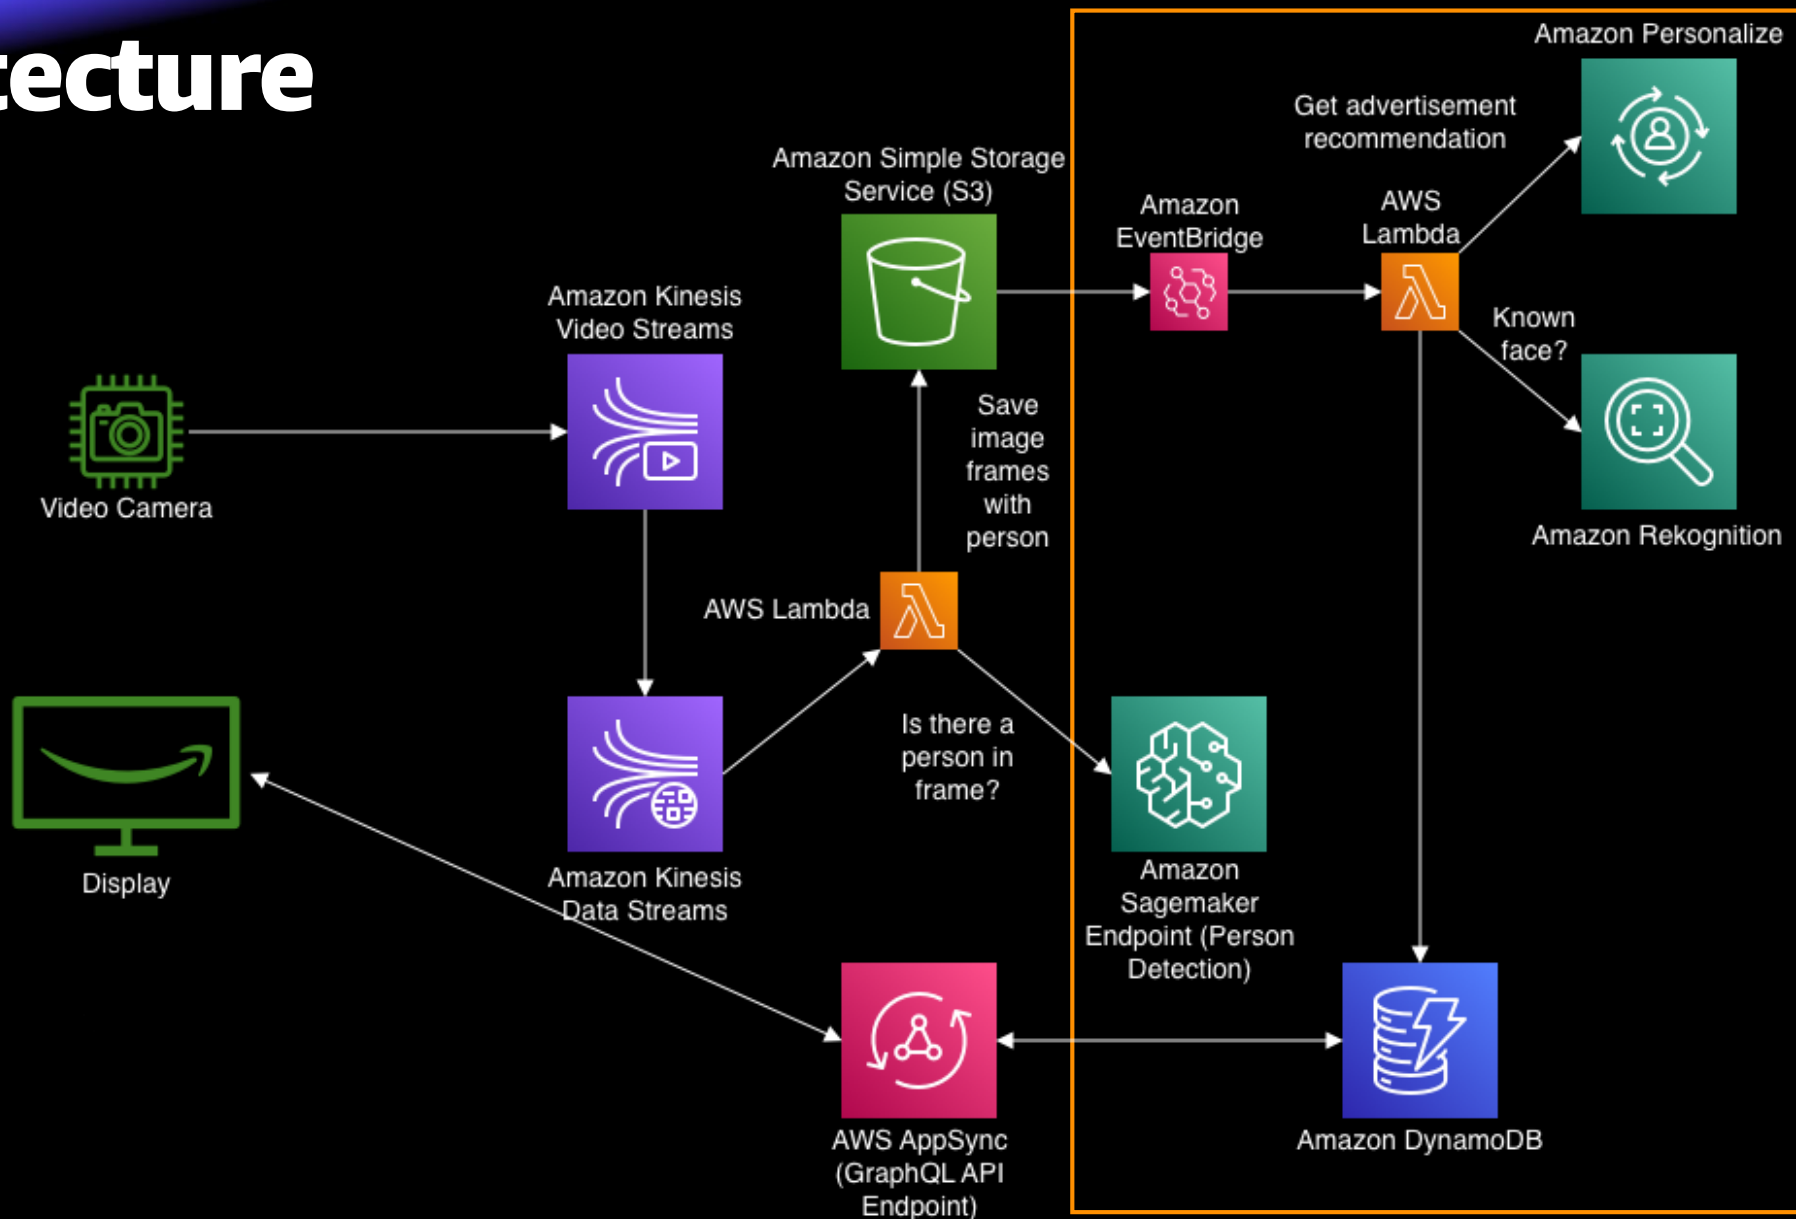 tecture
Amazon Personalize
Get advertisement
recommendation
Amazon Simple Storage
Service (S3)
Amazon
EventBridge
AWS
Lambda
Known
face?
Amazon Kinesis
Video Streams
Video Camera
Save
image
frames
with
person
Amazon Rekognition
AWS Lambda
Is there a
person in
frame?
Display
Amazon Kinesis
Data Streams
Amazon
Sagemaker
Endpoint (Person
Detection)
AWS AppSync
(GraphQL API
Endpoint)
Amazon DynamoDB